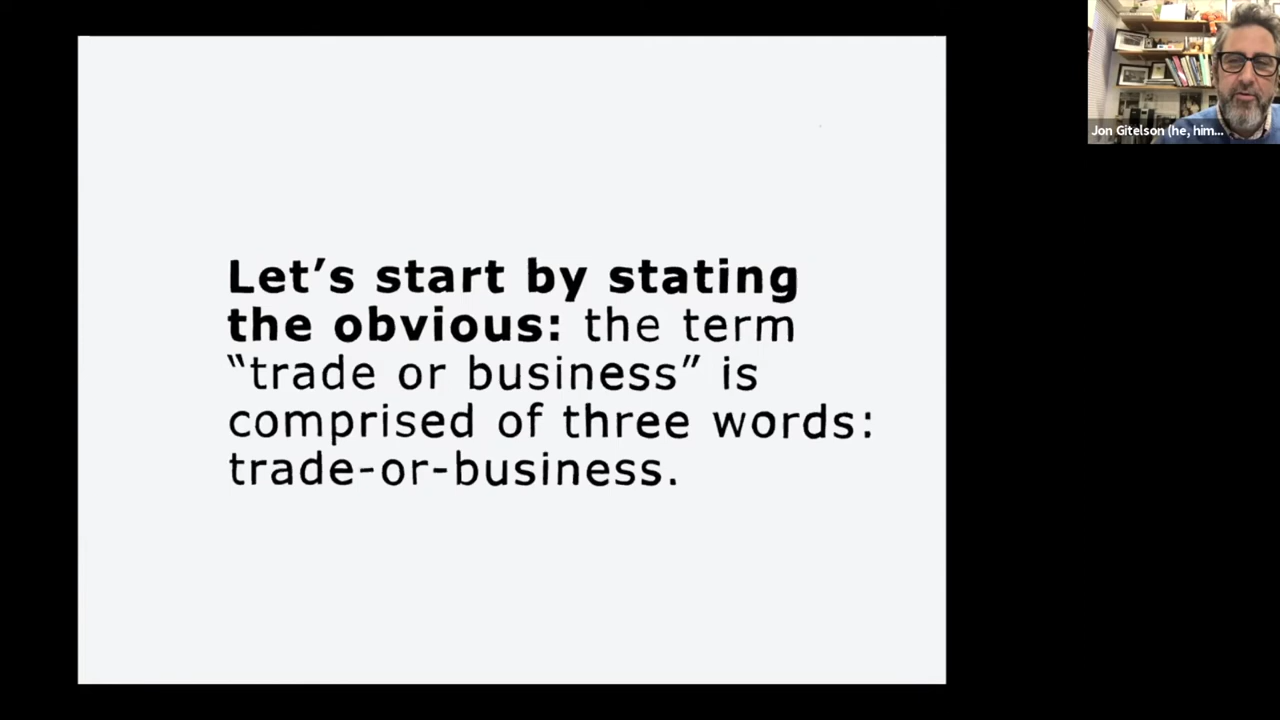 Let’s start by stating
the obvious: the term
“trade or business” is
comprised of three words:
trade-or-business.
Jon Gitelson (he, him...